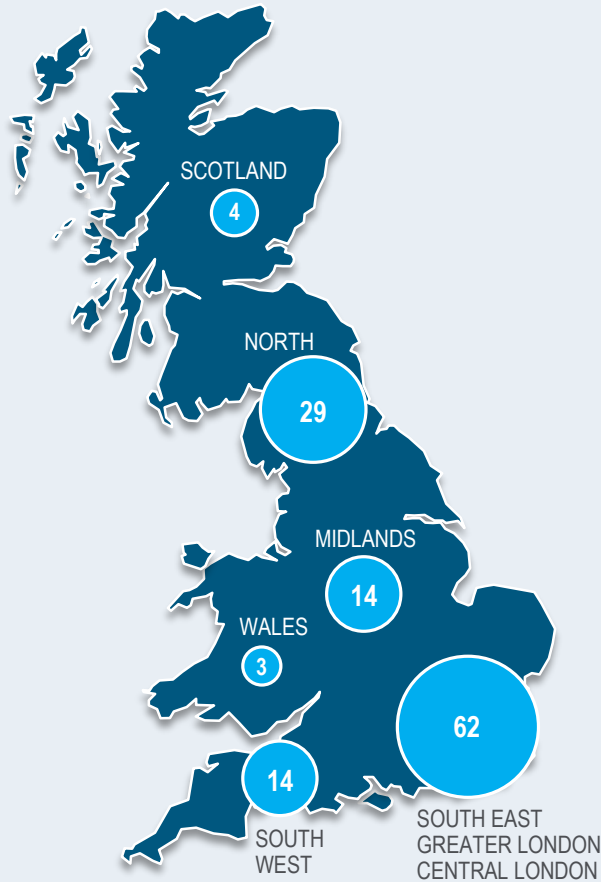 SCOTLAND
4
NORTH
29
MIDLANDS
14
WALES
3
62
14
SOUTH
WEST
SOUTH EAST
GREATER LONDON
CENTRAL LONDON